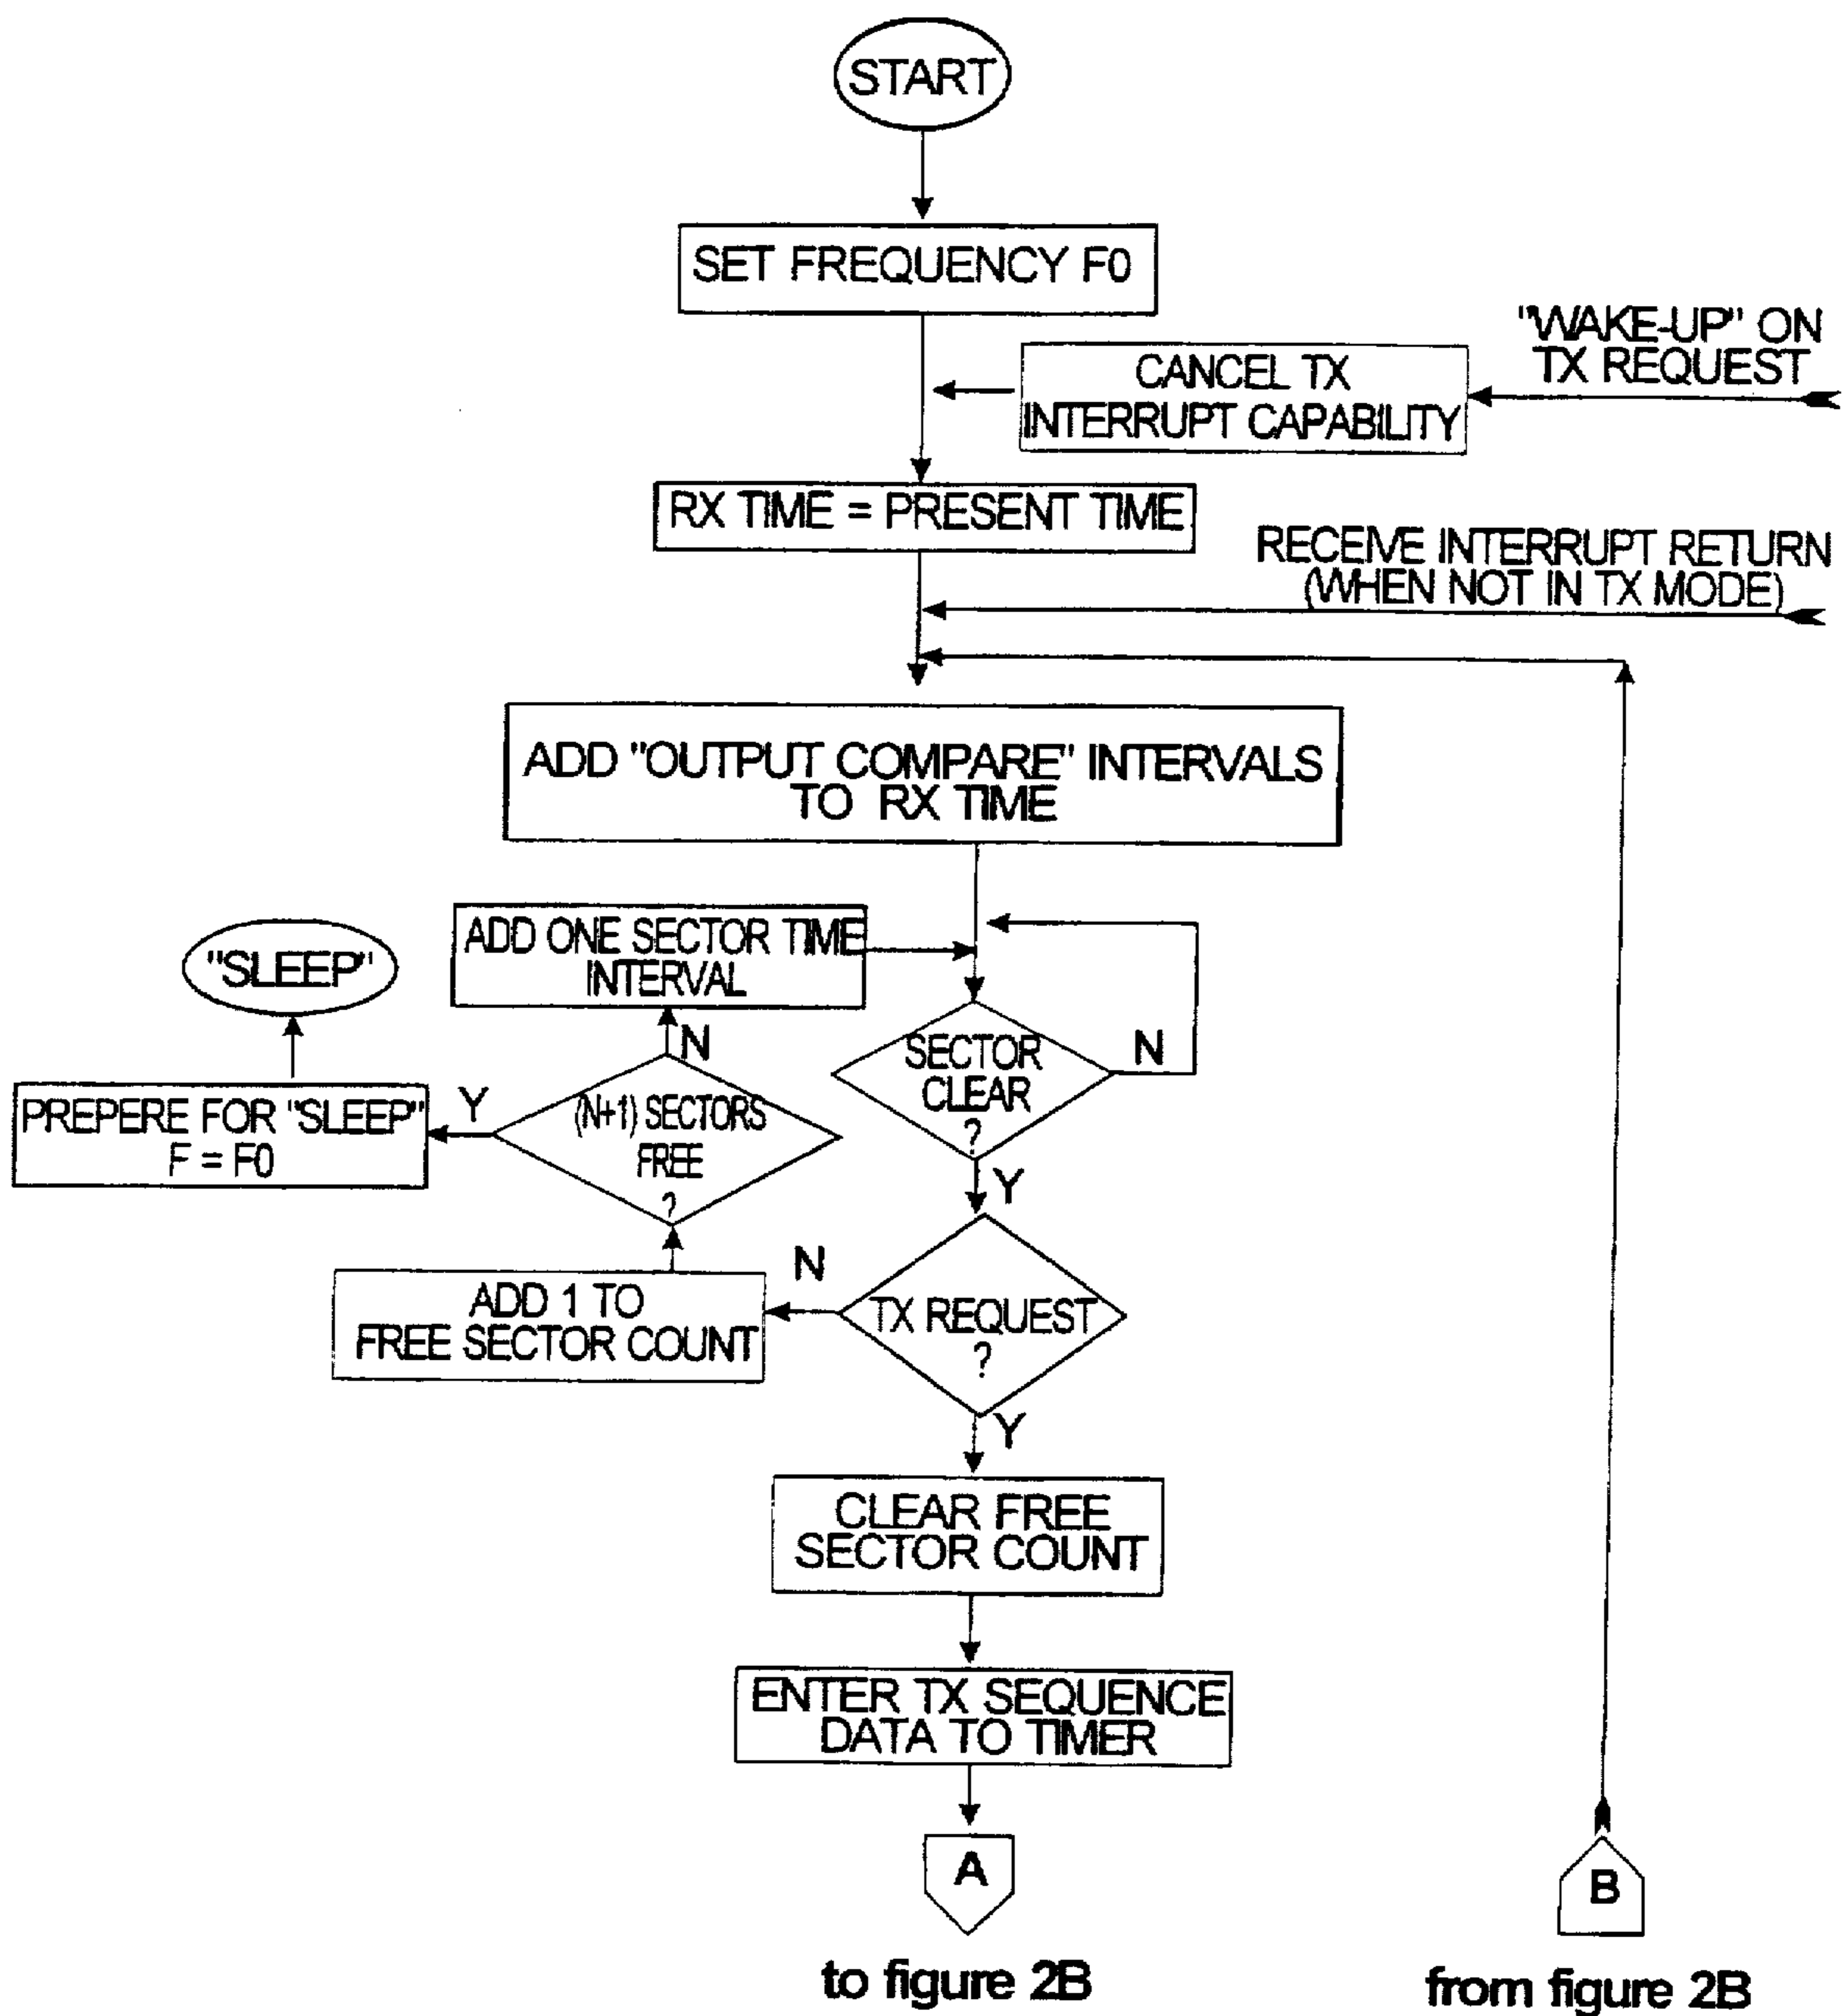 START
SET FREQUENCY F0
"WAKE-UP" ON
TX REQUEST
CANCEL TX
INTERRUPT CAPABILITY
RX TIME = PRESENT TIME
RECEIVE INTERRUPT RETURN
(WHEN NOT IN TX MODE)
ADD "OUTPUT COMPARE" INTERVALS
TO RX TIME
ADD ONE SECTOR TIME
INTERVAL
"SLEEP"
N
SECTOR
CLEAR
?
N
PREPERE FOR "SLEEP"
F = F0
Y
(N+1) SECTORS
FREE
?
Y
N
ADD 1 TO
FREE SECTOR COUNT
TX REQUEST
?
Y
CLEAR FREE
SECTOR COUNT
ENTER TX SEQUENCE
DATA TO TIMER
A
B
to figure 2B
from figure 2B